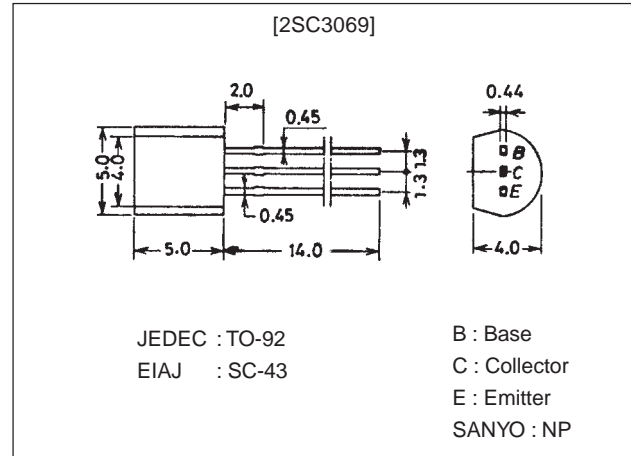 [2SC3069]
2.0
0.44
0.45
B
C
E
5.0
4.0
1.3
1.3
0.45
5.0
14.0
4.0
JEDEC : TO-92
EIAJ : SC-43
B : Base
C : Collector
E : Emitter
SANYO : NP